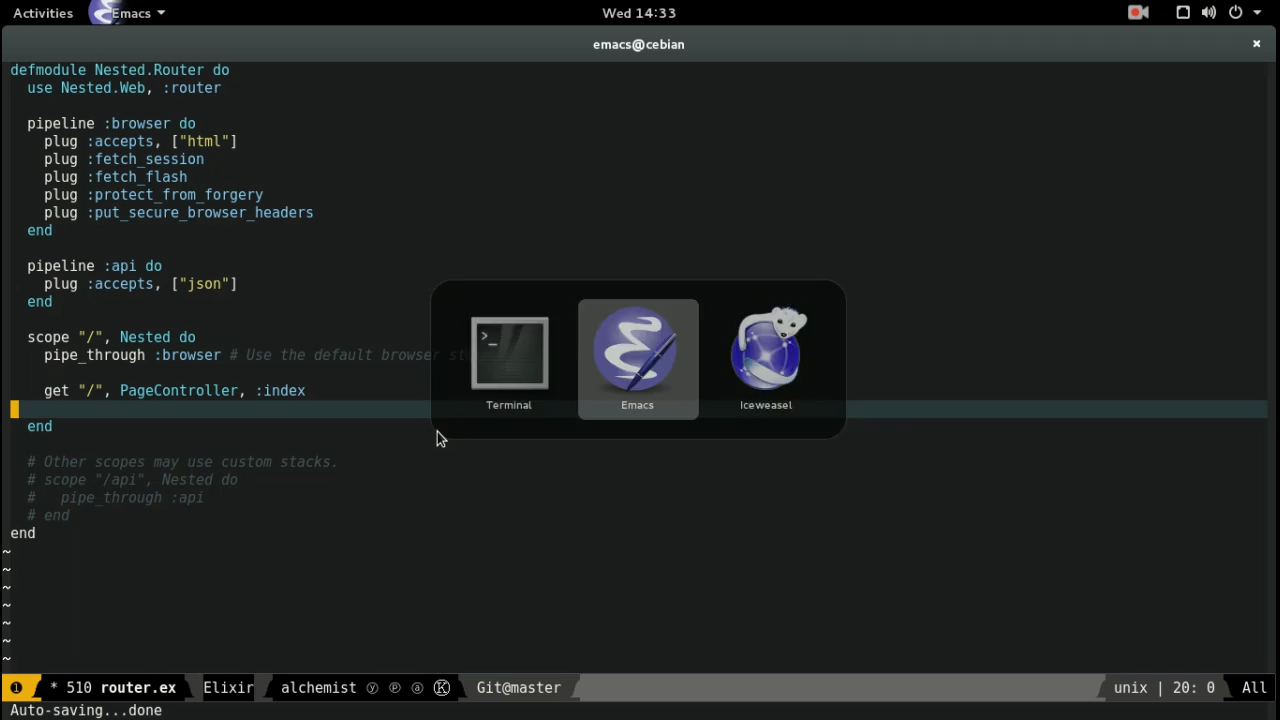 Activities
Emacs
Wed 14:33
emacs@cebian
defmodule Nested.Router do
use Nested.Web, :router
pipeline :browser do
plug :accepts, ["html"]
plug :fetch_session
plug :fetch_flash
plug :protect_from_forgery
plug :put_secure_browser_headers
end
pipeline :api do
plug :accepts, ["json"]
end
scope "/", Nested do
pipe_through :browser # Use the default browser
get "/", PageController, :index
end
# Other scopes may use custom stacks.
# scope "/api", Nested do
#   pipe_through :api
# end
end
~
~
~
~
~
~
~
Terminal
Emacs
Iceweasel
❶ * 510 router.ex Elixir alchemist ⓨ ⓟ ⓐ Ⓚ Git@master unix | 20: 0 All
Auto-saving...done